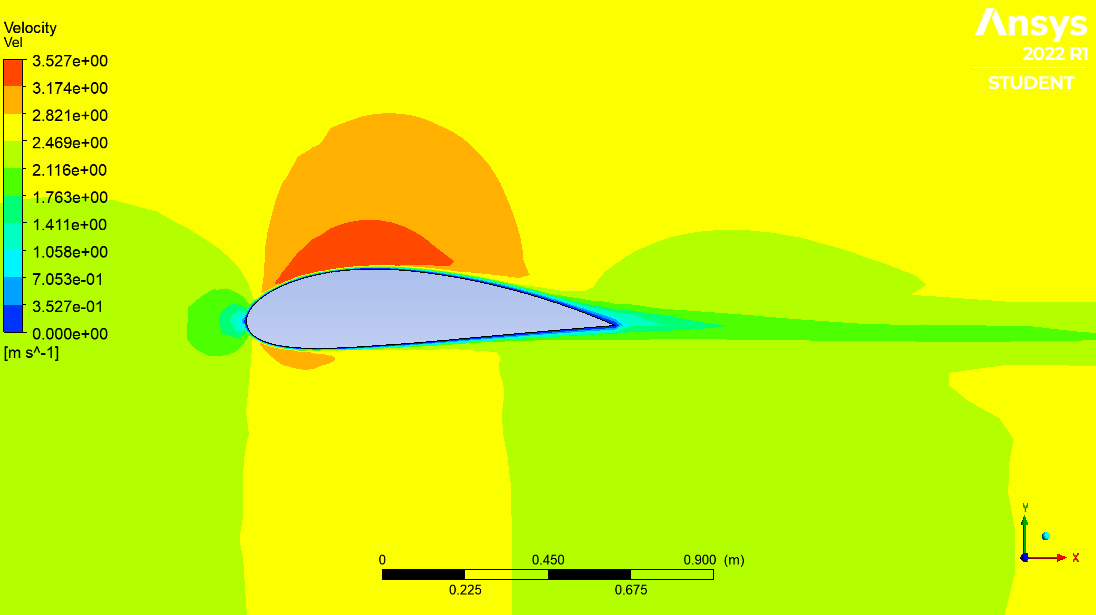 Velocity
Vel
3.527e+00
3.174e+00
2.821e+00
2.469e+00
2.116e+00
1.763e+00
1.411e+00
1.058e+00
7.053e-01
3.527e-01
0.000e+00
[m s^-1]
Ansys
2022 R1
STUDENT
0 0.450 0.900 (m)
0.225 0.675
Y
X